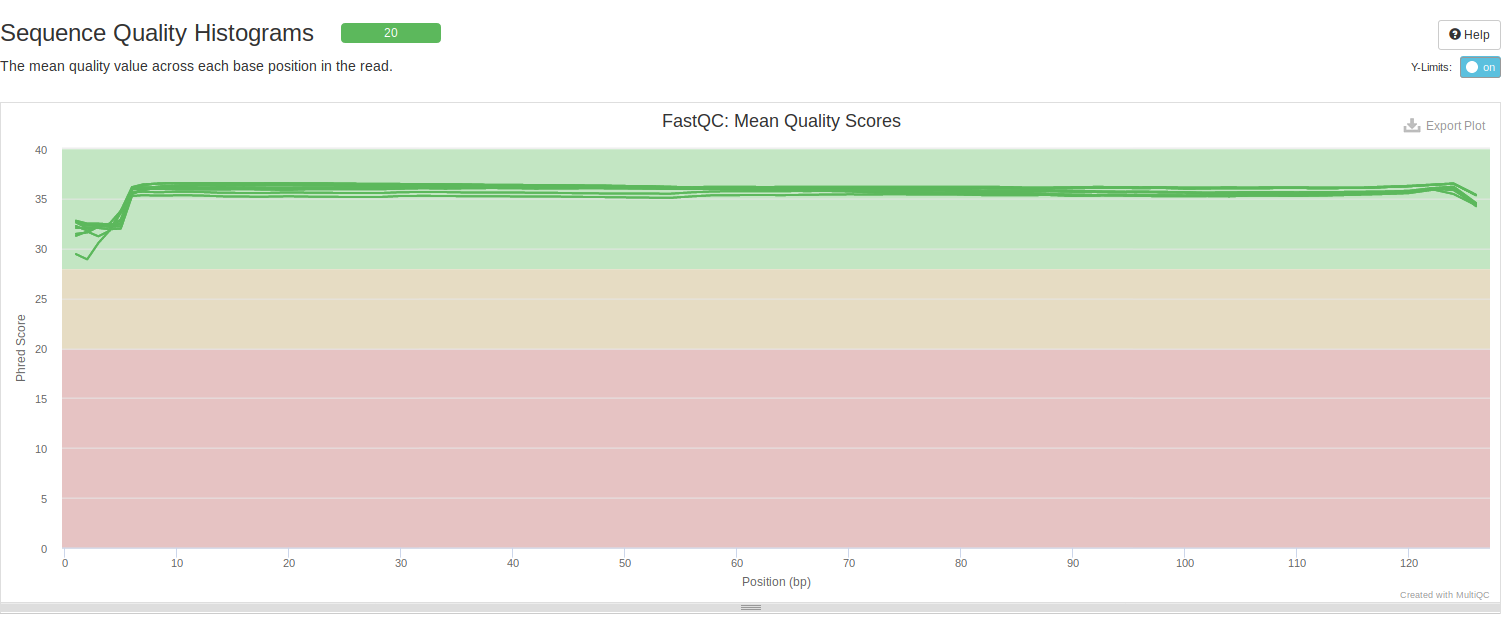 Sequence Quality Histograms 20
Help
The mean quality value across each base position in the read.
Y-Limits: on
FastQC: Mean Quality Scores
Export Plot
40
35
30
25
20
15
10
5
0
Phred Score
0 10 20 30 40 50 60 70 80 90 100 110 120
Position (bp)
Created with MultiQC